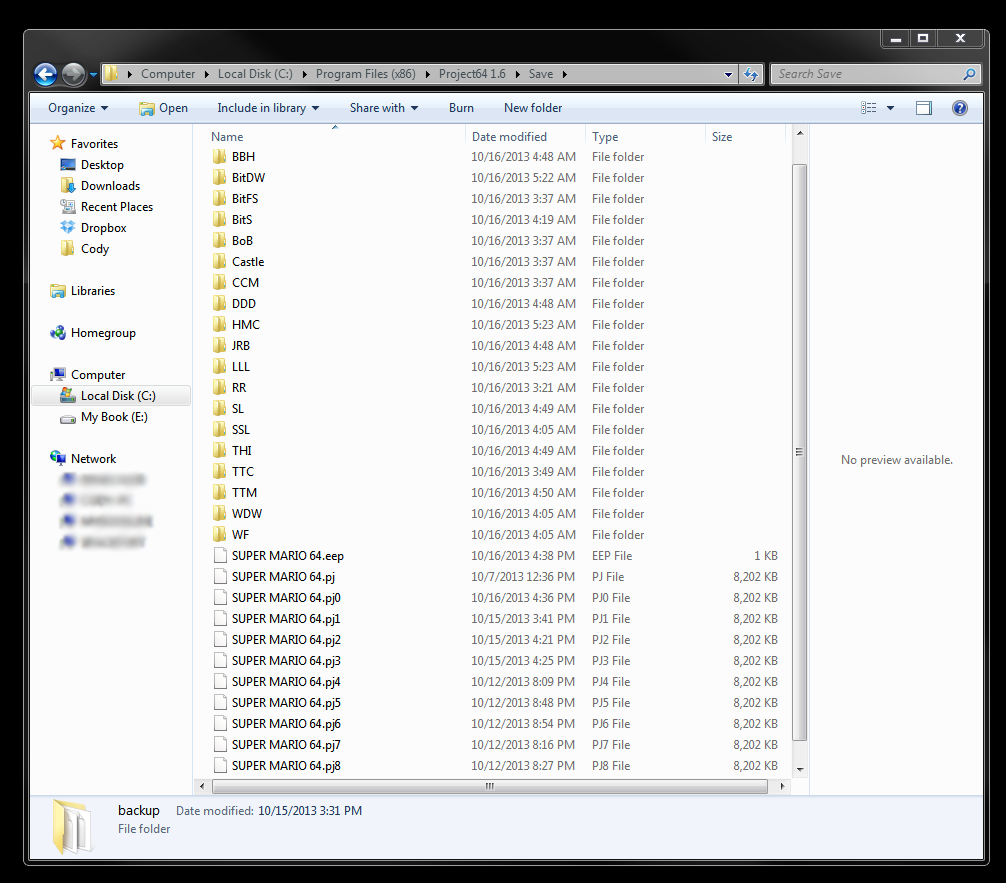 Computer Local Disk (C:) Program Files (x86) Project64 1.6 Save Search Save
Organize Open Include in library Share with Burn New folder
Favorites
Desktop
Downloads
Recent Places
Dropbox
Cody
Libraries
Homegroup
Computer
Local Disk (C:)
My Book (E:)
Network
Name Date modified Type Size
BBH 10/16/2013 4:48 AM File folder
BitDW 10/16/2013 5:22 AM File folder
BitFS 10/16/2013 3:37 AM File folder
BitS 10/16/2013 4:19 AM File folder
BoB 10/16/2013 3:37 AM File folder
Castle 10/16/2013 3:37 AM File folder
CCM 10/16/2013 3:37 AM File folder
DDD 10/16/2013 4:48 AM File folder
HMC 10/16/2013 5:23 AM File folder
JRB 10/16/2013 4:48 AM File folder
LLL 10/16/2013 5:23 AM File folder
RR 10/16/2013 3:21 AM File folder
SL 10/16/2013 4:49 AM File folder
SSL 10/16/2013 4:05 AM File folder
THI 10/16/2013 4:49 AM File folder
TTC 10/16/2013 3:49 AM File folder
TTM 10/16/2013 4:50 AM File folder
WDW 10/16/2013 4:05 AM File folder
WF 10/16/2013 4:05 AM File folder
SUPER MARIO 64.eep 10/16/2013 4:38 PM EEP File 1 KB
SUPER MARIO 64.pj 10/7/2013 12:36 PM PJ File 8,202 KB
SUPER MARIO 64.pj0 10/16/2013 4:36 PM PJ0 File 8,202 KB
SUPER MARIO 64.pj1 10/15/2013 3:41 PM PJ1 File 8,202 KB
SUPER MARIO 64.pj2 10/15/2013 4:21 PM PJ2 File 8,202 KB
SUPER MARIO 64.pj3 10/15/2013 4:25 PM PJ3 File 8,202 KB
SUPER MARIO 64.pj4 10/12/2013 8:09 PM PJ4 File 8,202 KB
SUPER MARIO 64.pj5 10/12/2013 8:48 PM PJ5 File 8,202 KB
SUPER MARIO 64.pj6 10/12/2013 8:54 PM PJ6 File 8,202 KB
SUPER MARIO 64.pj7 10/12/2013 8:16 PM PJ7 File 8,202 KB
SUPER MARIO 64.pj8 10/12/2013 8:27 PM PJ8 File 8,202 KB
No preview available.
backup Date modified: 10/15/2013 3:31 PM
File folder